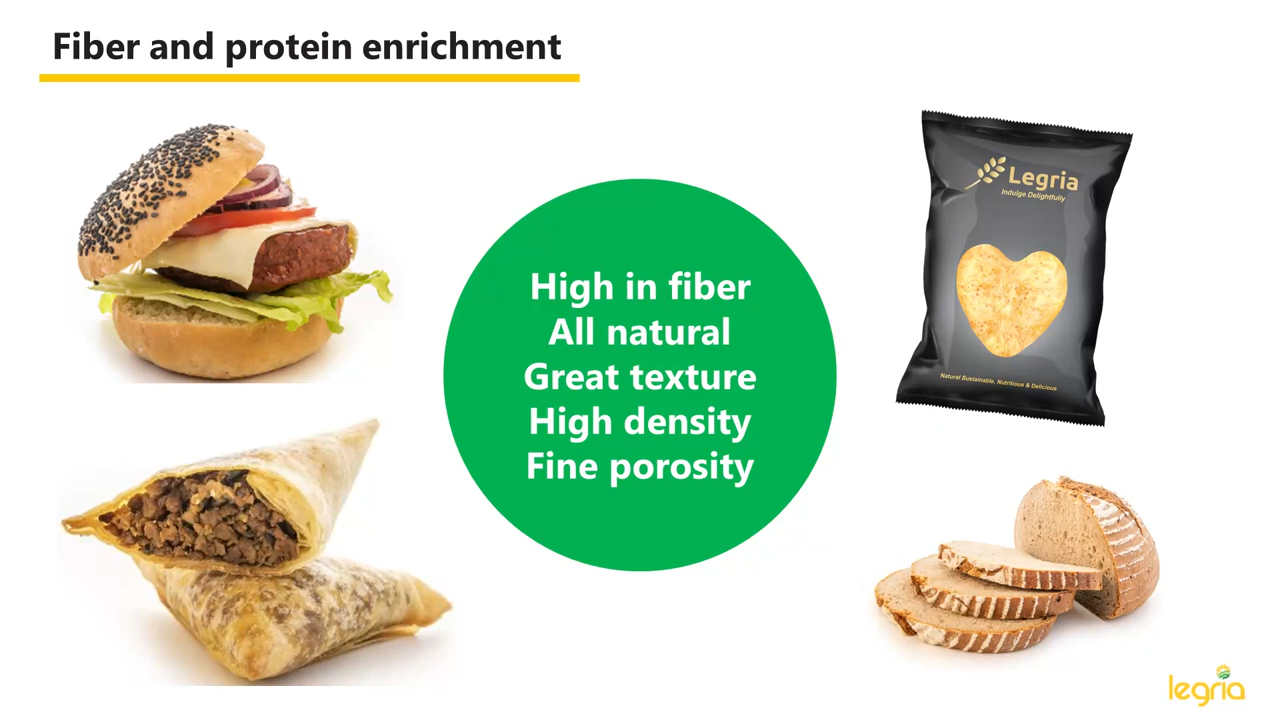 Fiber and protein enrichment
Legria
Indulge Delightfully
Natural Sustainable, Nutritious & Delicious
High in fiber
All natural
Great texture
High density
Fine porosity
legria